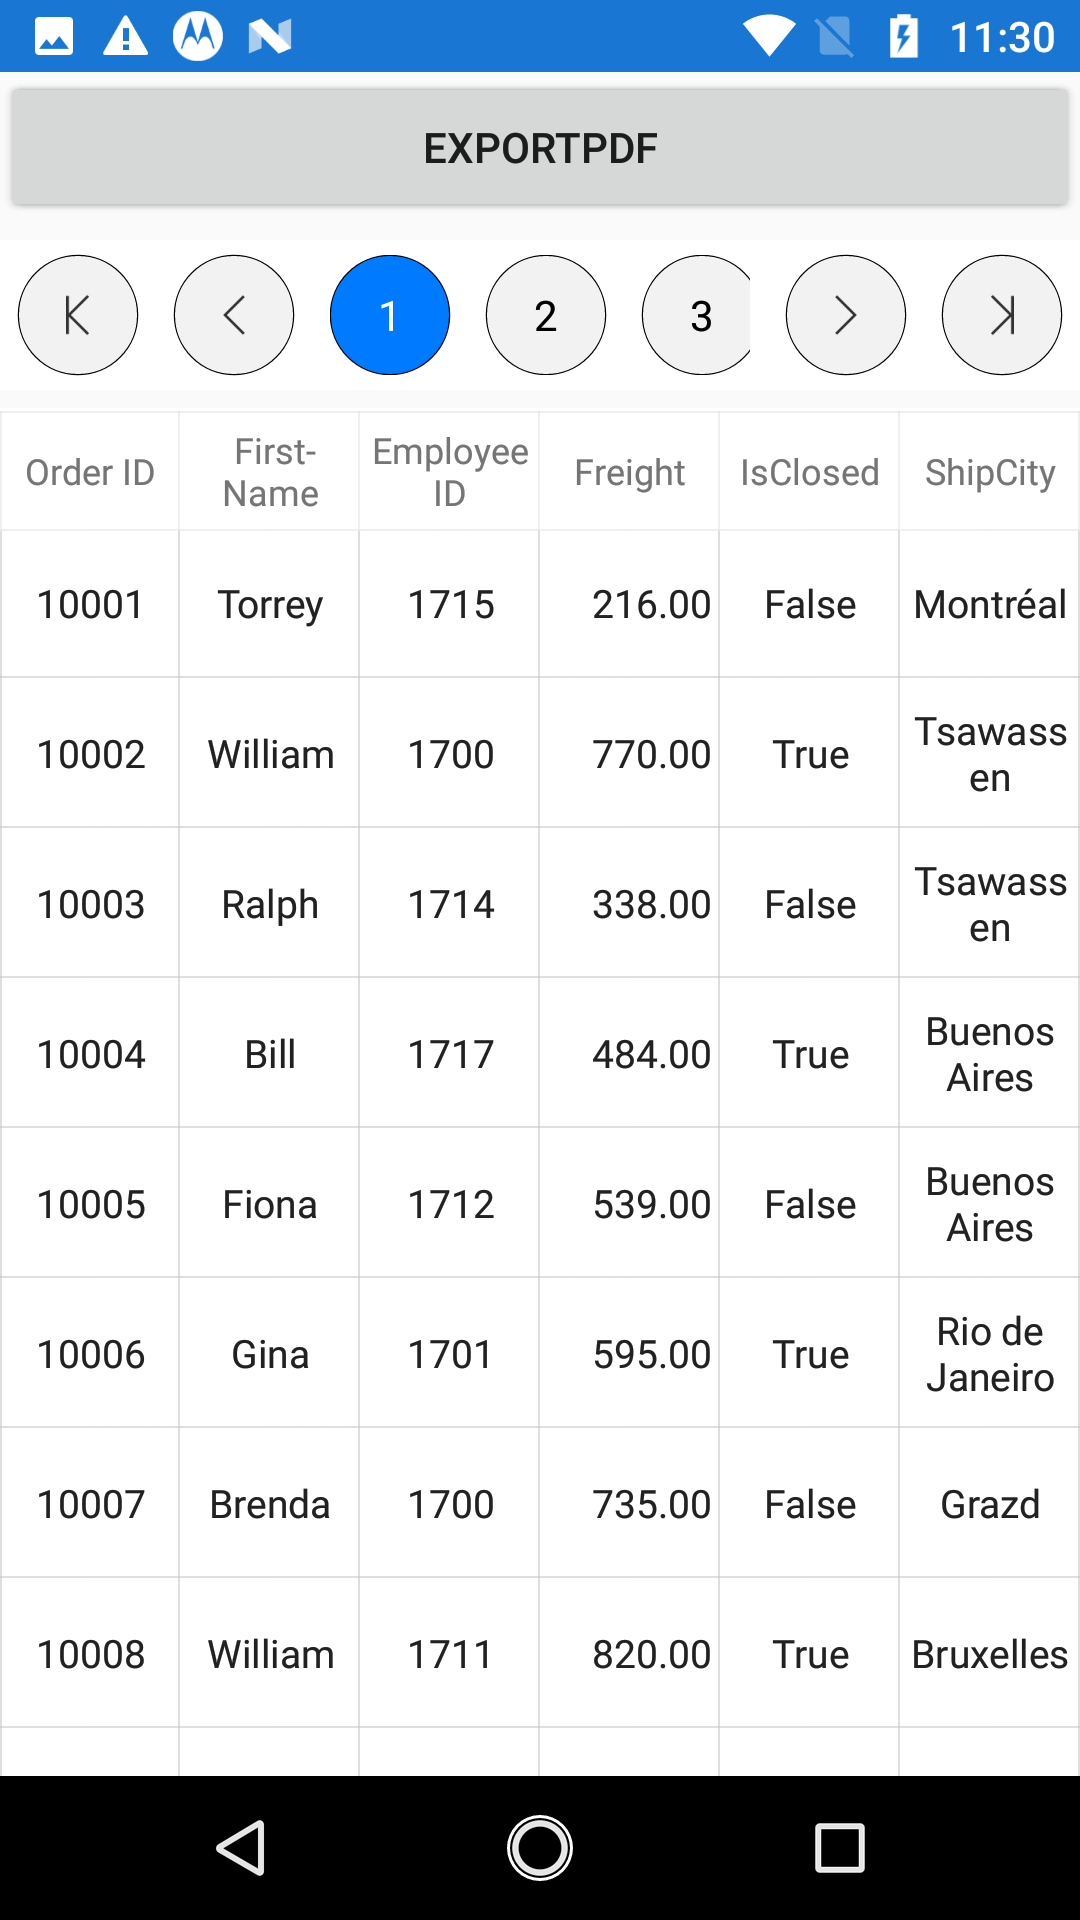 11:30
EXPORTPDF
1 2 3
Order ID First-Name Employee ID Freight IsClosed ShipCity
10001 Torrey 1715 216.00 False Montréal
10002 William 1700 770.00 True Tsawassen
10003 Ralph 1714 338.00 False Tsawassen
10004 Bill 1717 484.00 True Buenos Aires
10005 Fiona 1712 539.00 False Buenos Aires
10006 Gina 1701 595.00 True Rio de Janeiro
10007 Brenda 1700 735.00 False Grazd
10008 William 1711 820.00 True Bruxelles